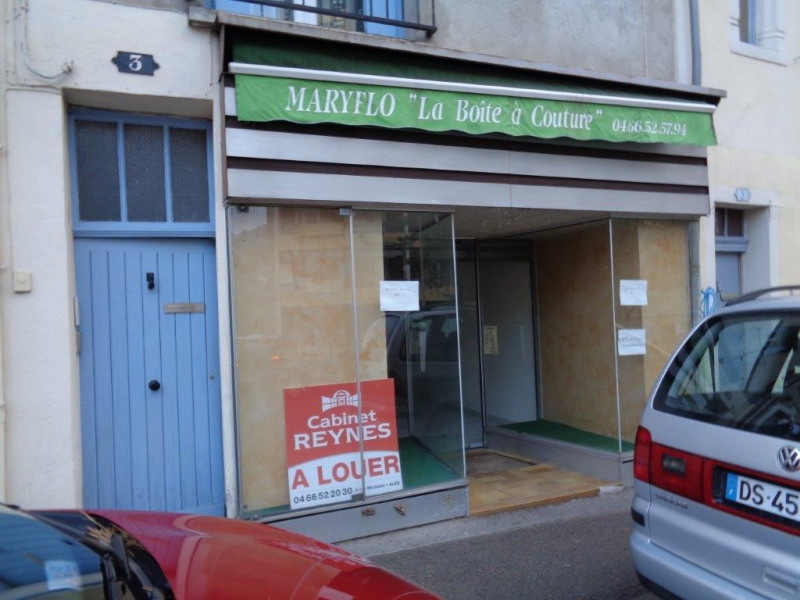 3
MARYFLO "La Boîte à Couture" 04.66.52.57.94
Cabinet
REYNES
A LOUER
04 66 52 20 30 ALES
DS-45